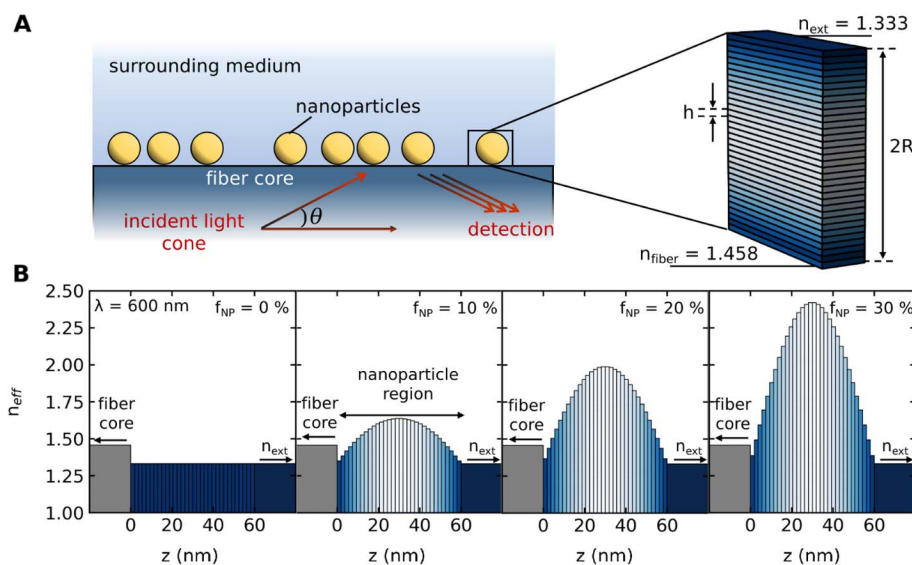 A
surrounding medium
nanoparticles
fiber core
incident light
cone
θ
detection
n_ext = 1.333
h
2R
n_fiber = 1.458
B
n_eff
2.50
2.25
2.00
1.75
1.50
1.25
1.00
λ = 600 nm
f_NP = 0 %
fiber
core
n_ext
0 20 40 60
z (nm)
f_NP = 10 %
nanoparticle
region
fiber
core
n_ext
0 20 40 60
z (nm)
f_NP = 20 %
fiber
core
n_ext
0 20 40 60
z (nm)
f_NP = 30 %
fiber
core
n_ext
0 20 40 60
z (nm)